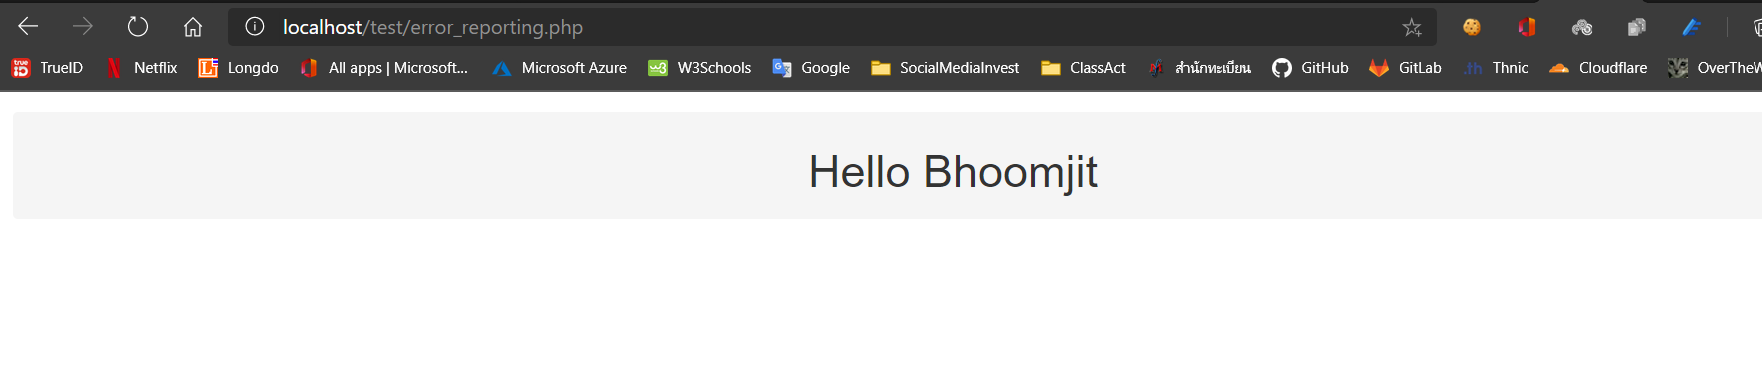 localhost/test/error_reporting.php
TrueID Netflix Longdo All apps | Microsoft... Microsoft Azure W3Schools Google SocialMediaInvest ClassAct สำนักทะเบียน GitHub GitLab .th Thnic Cloudflare OverTheW
Hello Bhoomjit